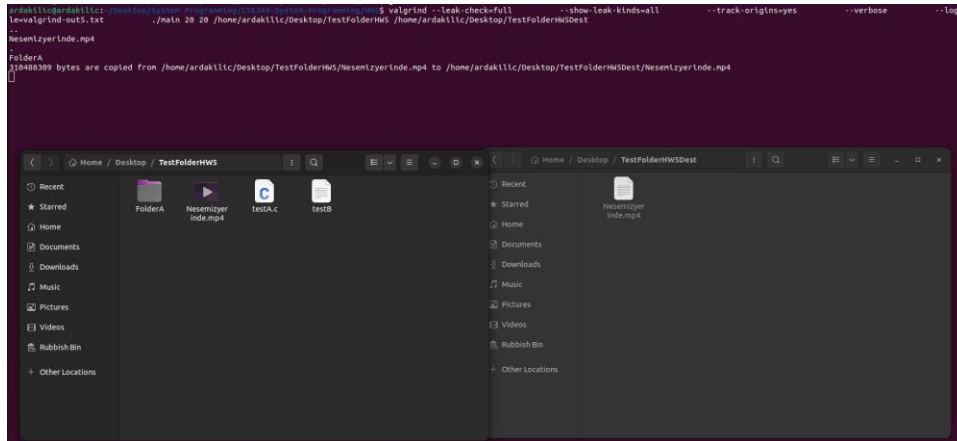 ardakilic@ardakilic:~/Desktop/System Programming/CSE344-System-Programming/HW5$ valgrind --leak-check=full --show-leak-kinds=all --track-origins=yes --verbose --log
le=valgrind-out5.txt ./main 20 20 /home/ardakilic/Desktop/TestFolderHW5 /home/ardakilic/Desktop/TestFolderHW5Dest
..
Nesemizyerinde.mp4
.
FolderA
310488309 bytes are copied from /home/ardakilic/Desktop/TestFolderHW5/Nesemizyerinde.mp4 to /home/ardakilic/Desktop/TestFolderHW5Dest/Nesemizyerinde.mp4
Home / Desktop / TestFolderHW5
Recent
Starred
Home
Documents
Downloads
Music
Pictures
Videos
Rubbish Bin
+ Other Locations
FolderA
Nesemizyer
inde.mp4
C
testA.c
testB
Home / Desktop / TestFolderHW5Dest
Recent
Starred
Home
Documents
Downloads
Music
Pictures
Videos
Rubbish Bin
+ Other Locations
Nesemizyer
inde.mp4